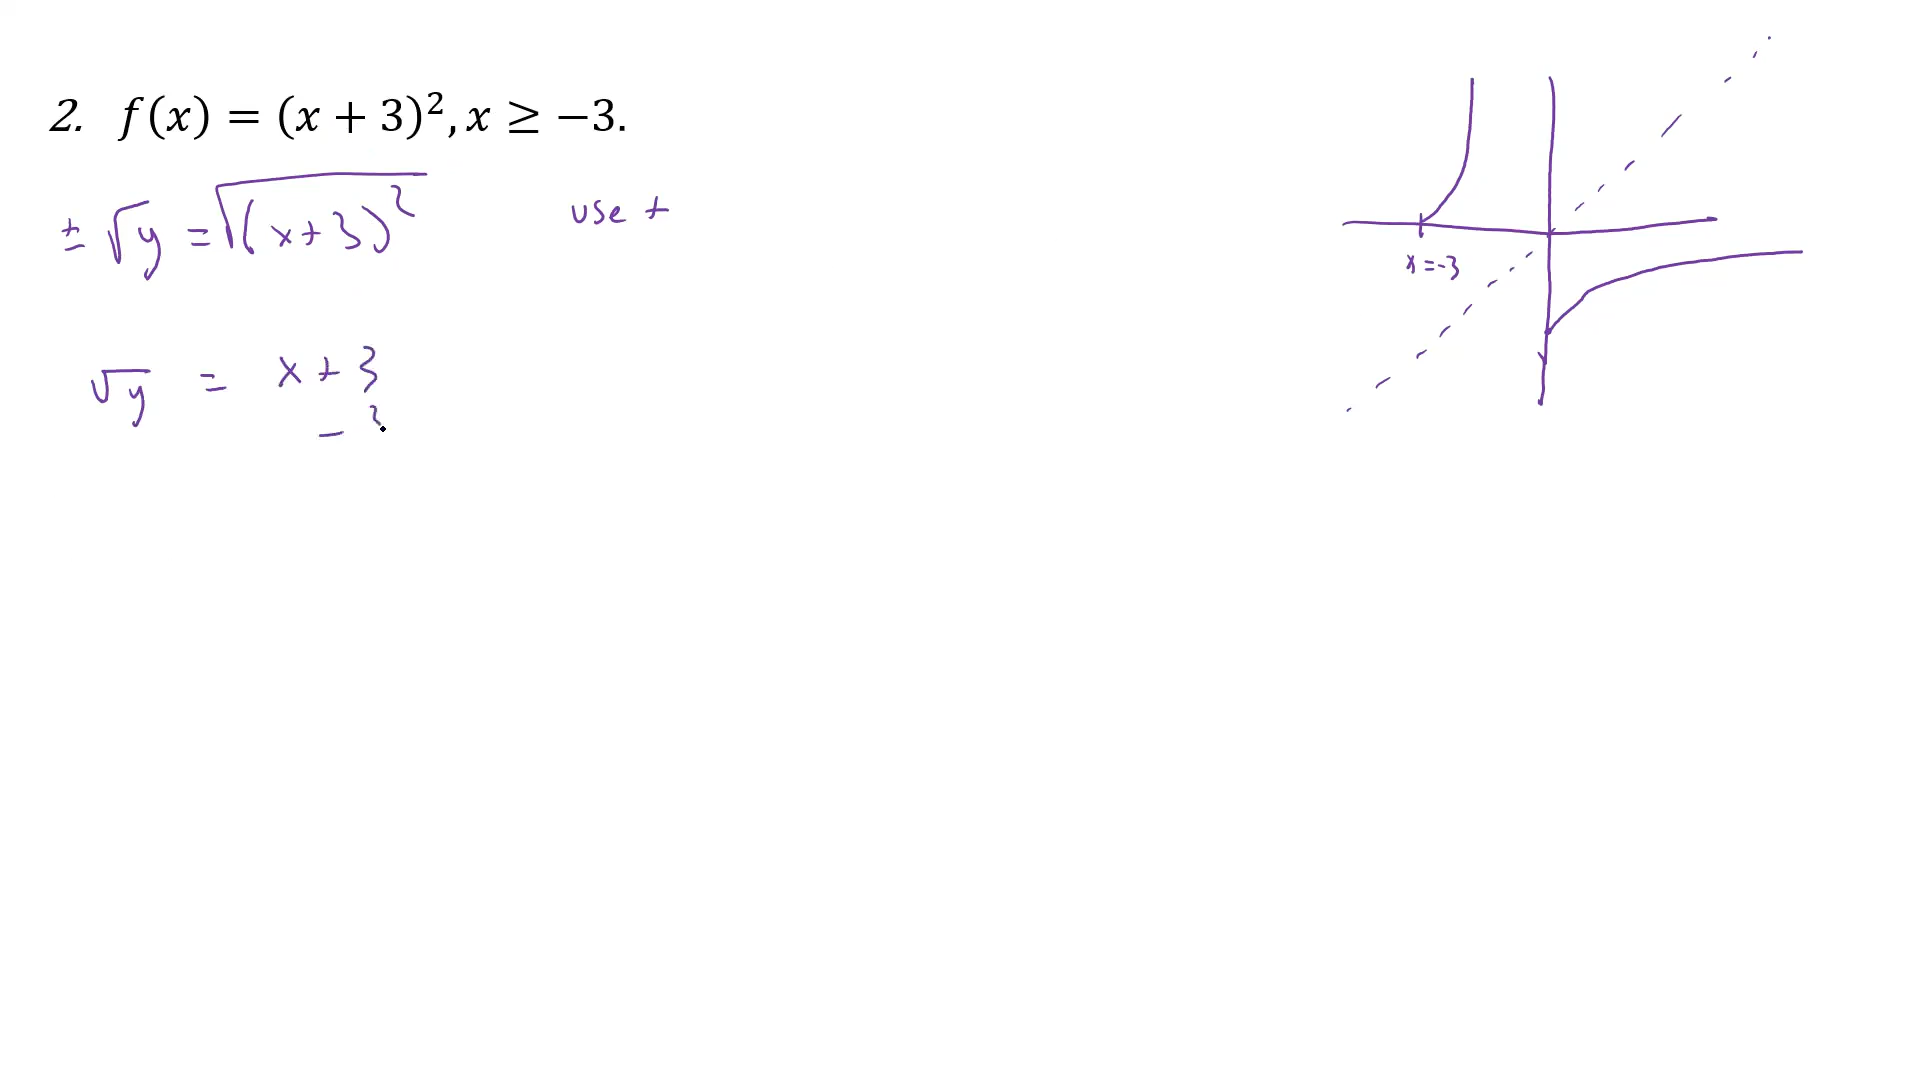 2. f(x) = (x + 3)², x ≥ −3.
± √y = √(x+3)²
use +
√y = x + 3
− 3
x = -3